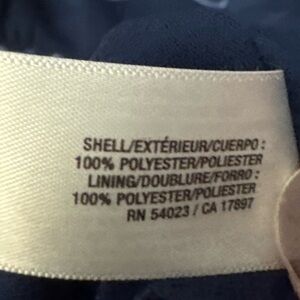 SHELL/EXTÉRIEUR/CUERPO :
100% POLYESTER/POLIESTER
LINING/DOUBLURE/FORRO :
100% POLYESTER/POLIESTER
RN 54023 / CA 17897